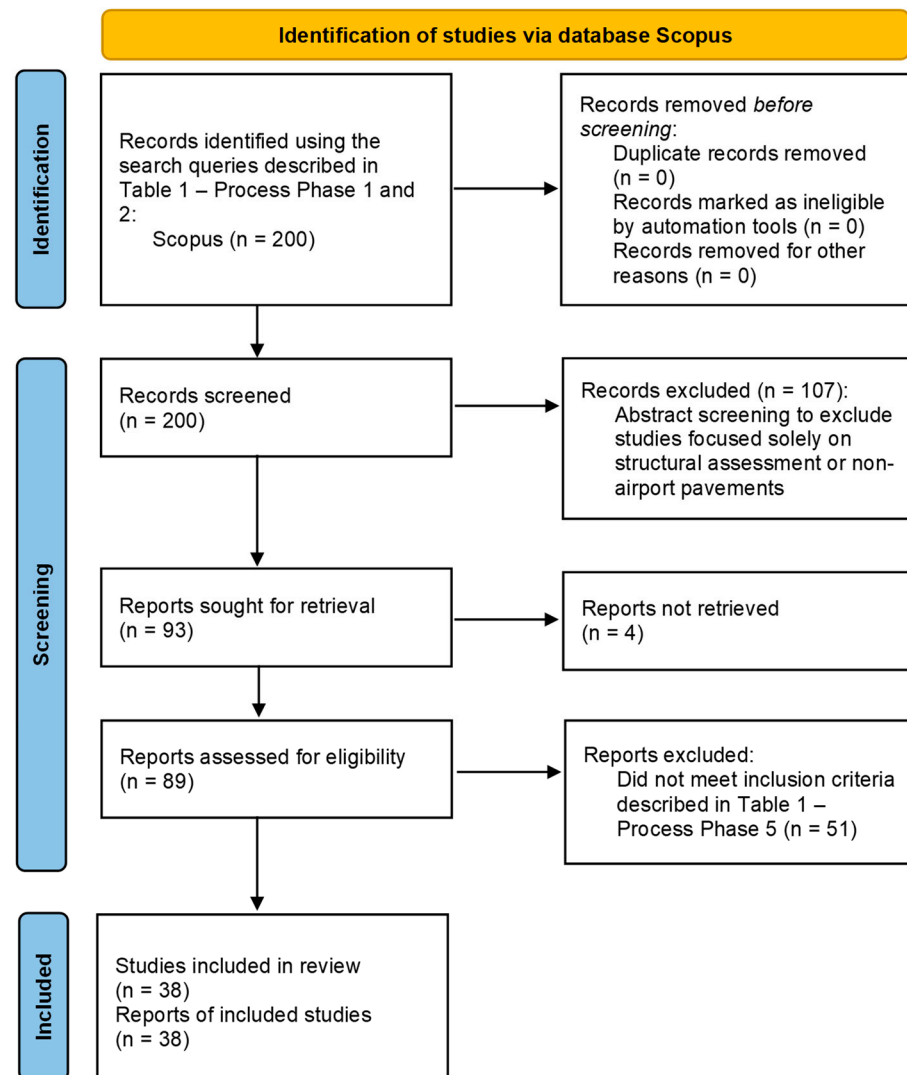 Identification of studies via database Scopus
Identification
Records identified using the
search queries described in
Table 1 – Process Phase 1 and
2:
Scopus (n = 200)
Records removed before
screening:
Duplicate records removed
(n = 0)
Records marked as ineligible
by automation tools (n = 0)
Records removed for other
reasons (n = 0)
Screening
Records screened
(n = 200)
Records excluded (n = 107):
Abstract screening to exclude
studies focused solely on
structural assessment or non-
airport pavements
Reports sought for retrieval
(n = 93)
Reports not retrieved
(n = 4)
Reports assessed for eligibility
(n = 89)
Reports excluded:
Did not meet inclusion criteria
described in Table 1 –
Process Phase 5 (n = 51)
Included
Studies included in review
(n = 38)
Reports of included studies
(n = 38)